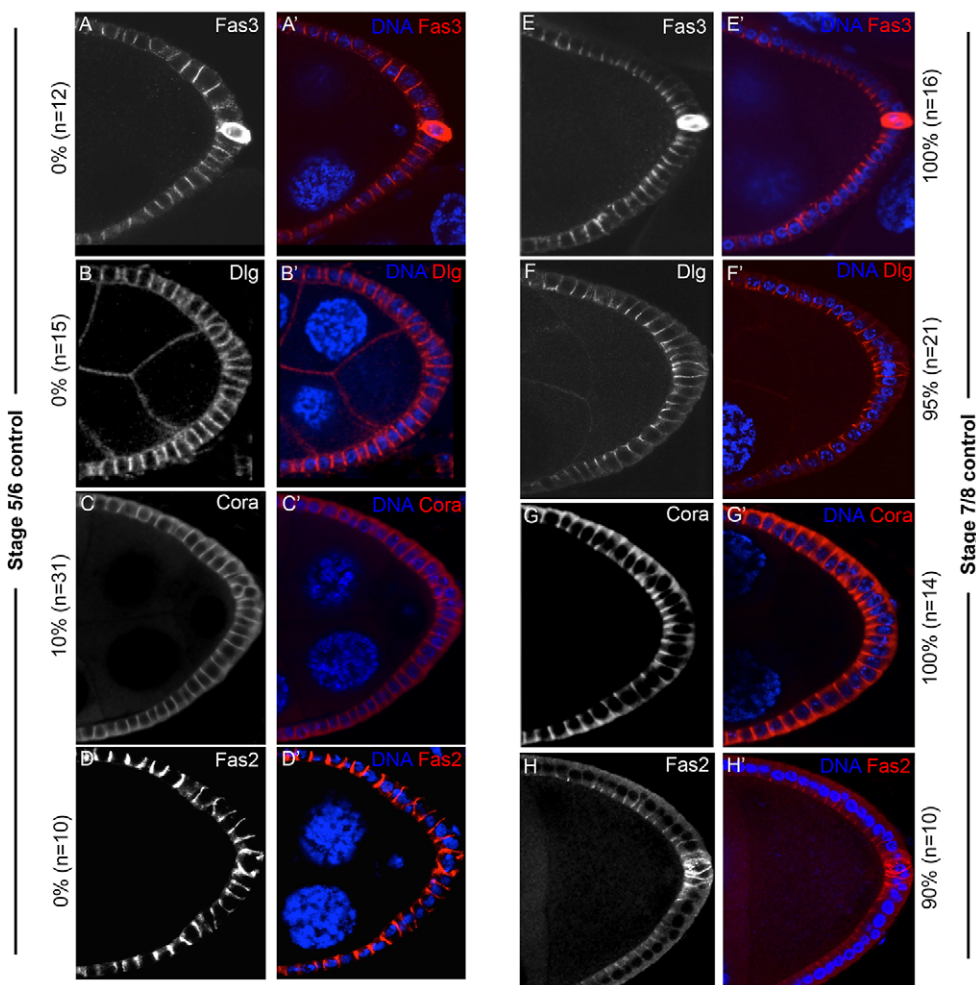 Stage 5/6 control
0% (n=12)
A Fas3
A' DNA Fas3
0% (n=15)
B Dlg
B' DNA Dlg
10% (n=31)
C Cora
C' DNA Cora
0% (n=10)
D Fas2
D' DNA Fas2
E Fas3
E' DNA Fas3
100% (n=16)
F Dlg
F' DNA Dlg
95% (n=21)
G Cora
G' DNA Cora
100% (n=14)
H Fas2
H' DNA Fas2
90% (n=10)
Stage 7/8 control